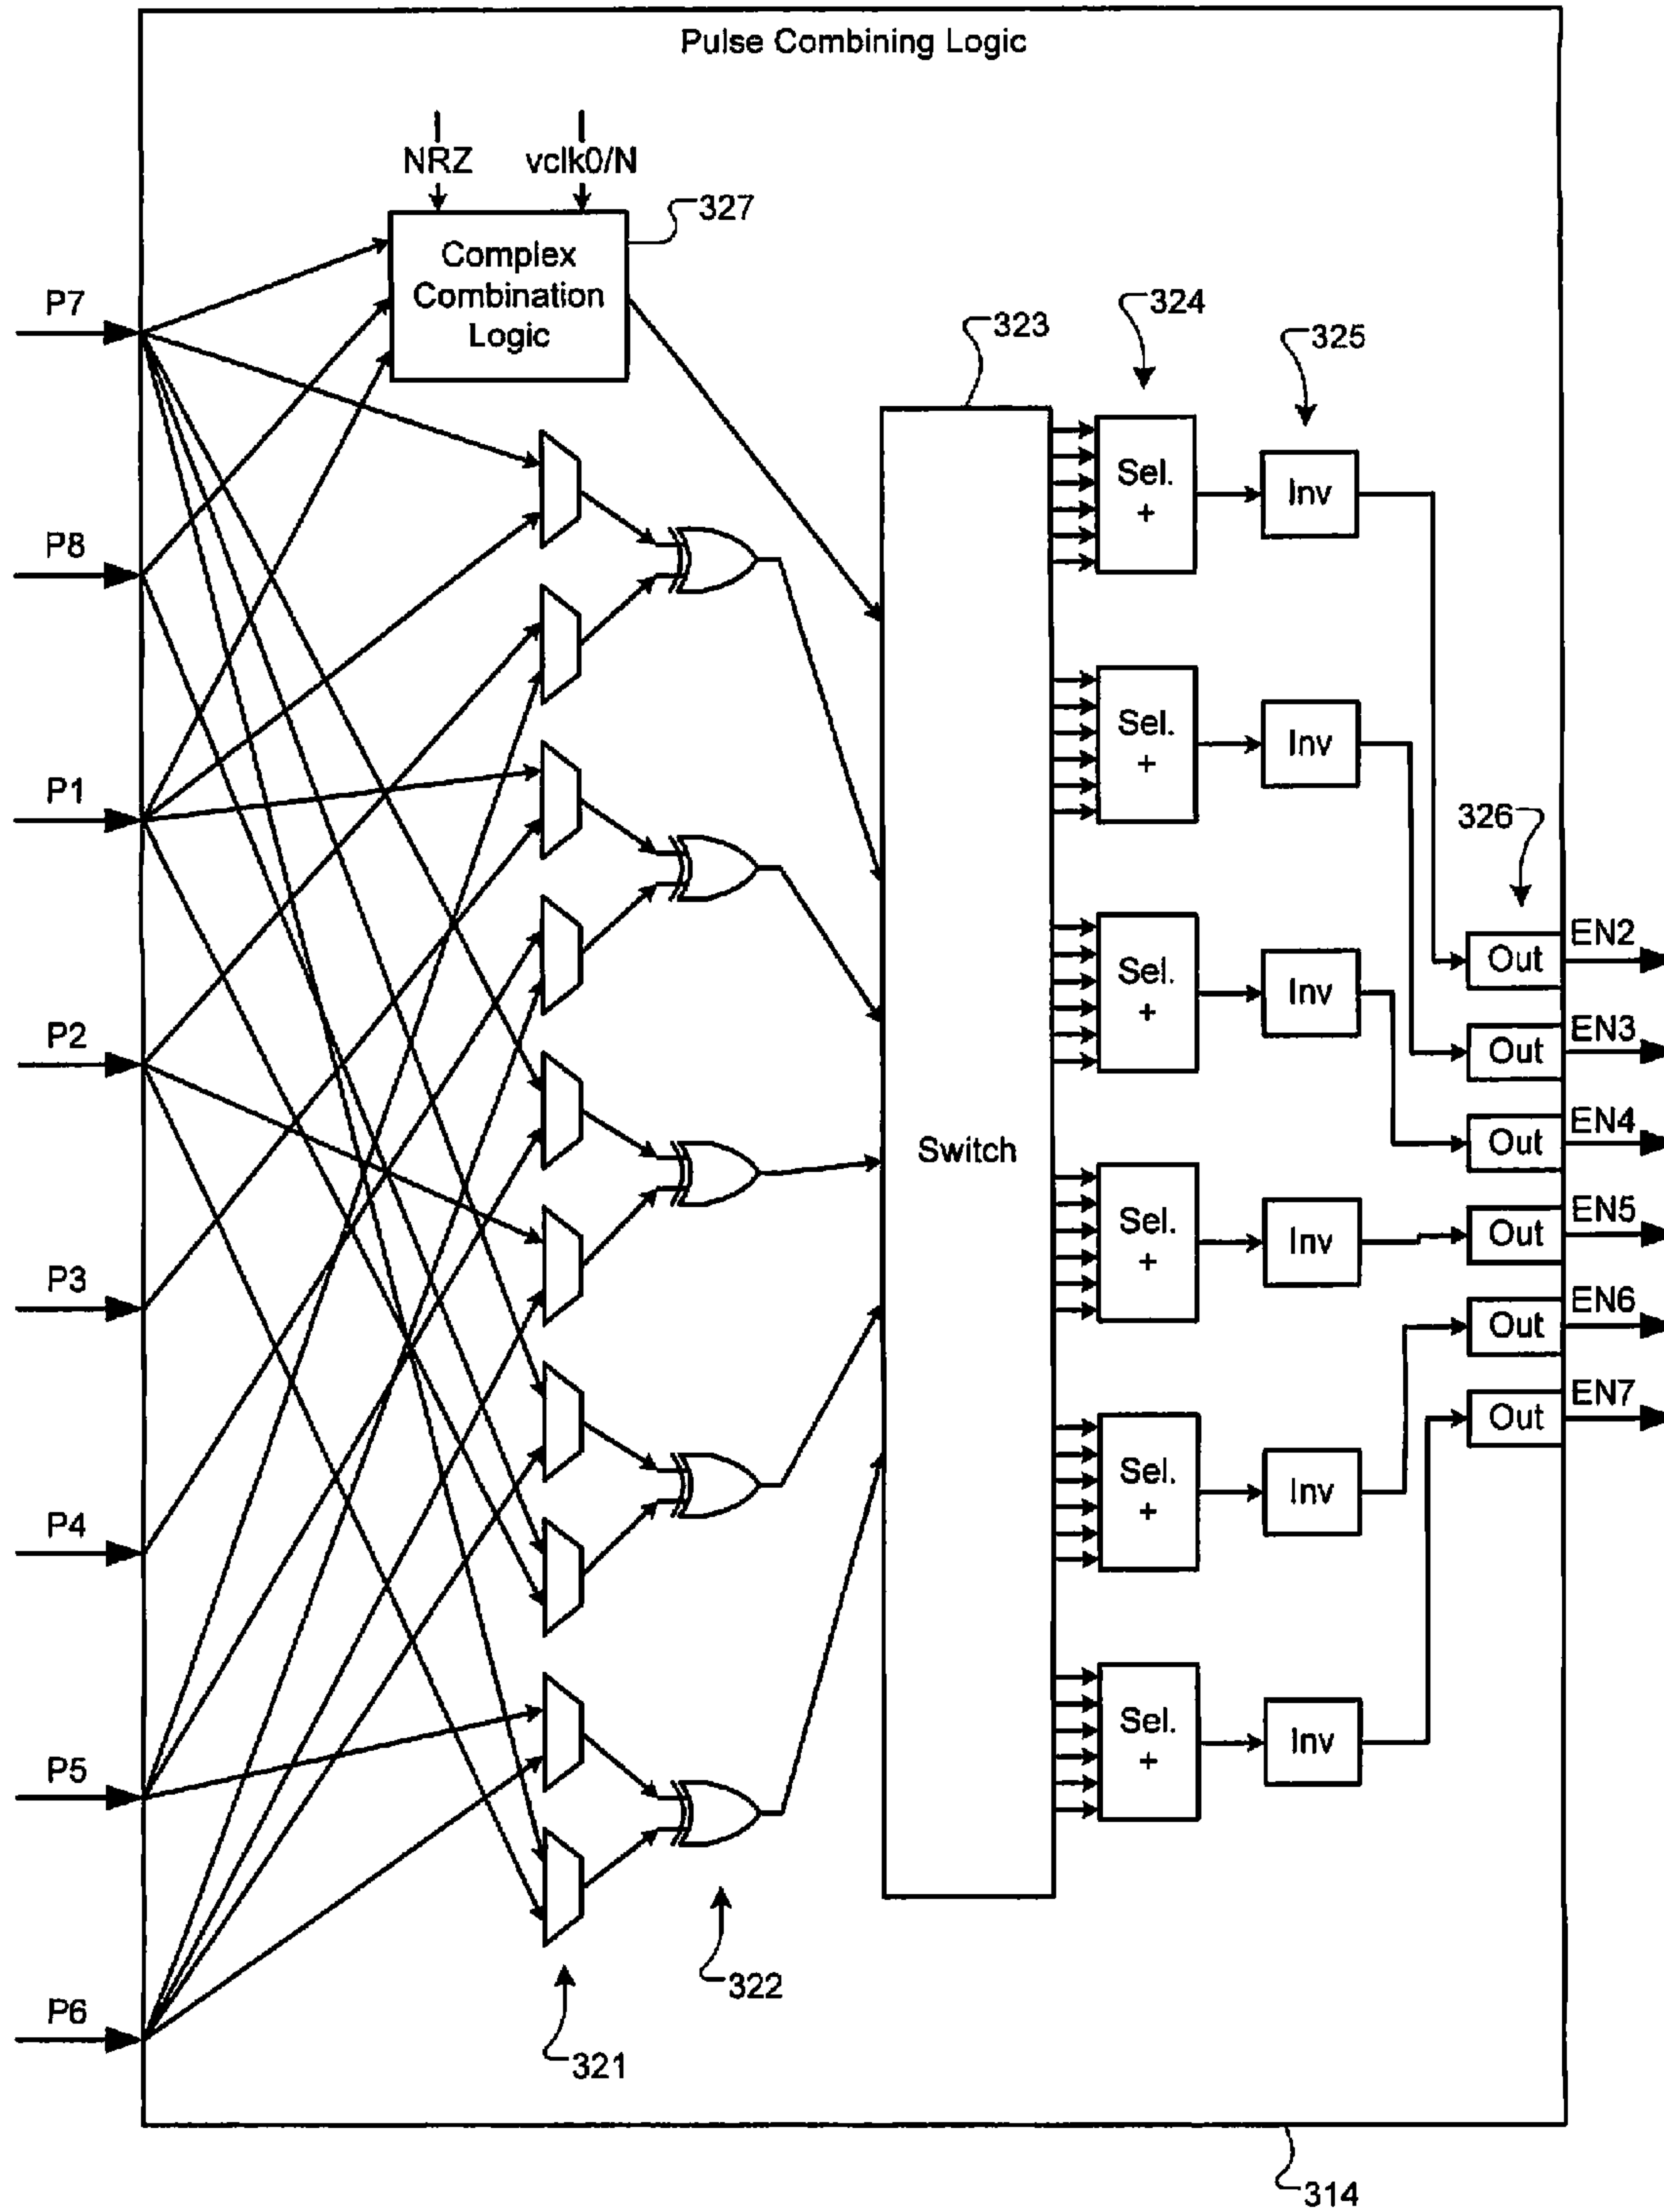 Pulse Combining Logic
NRZ vclk0/N
327
Complex
Combination
Logic
P7
P8
P1
P2
P3
P4
P5
P6
321
322
323
Switch
324
325
Sel.
+
Inv
Sel.
+
Inv
Sel.
+
Inv
Sel.
+
Inv
Sel.
+
Inv
Sel.
+
Inv
326
Out EN2
Out EN3
Out EN4
Out EN5
Out EN6
Out EN7
314